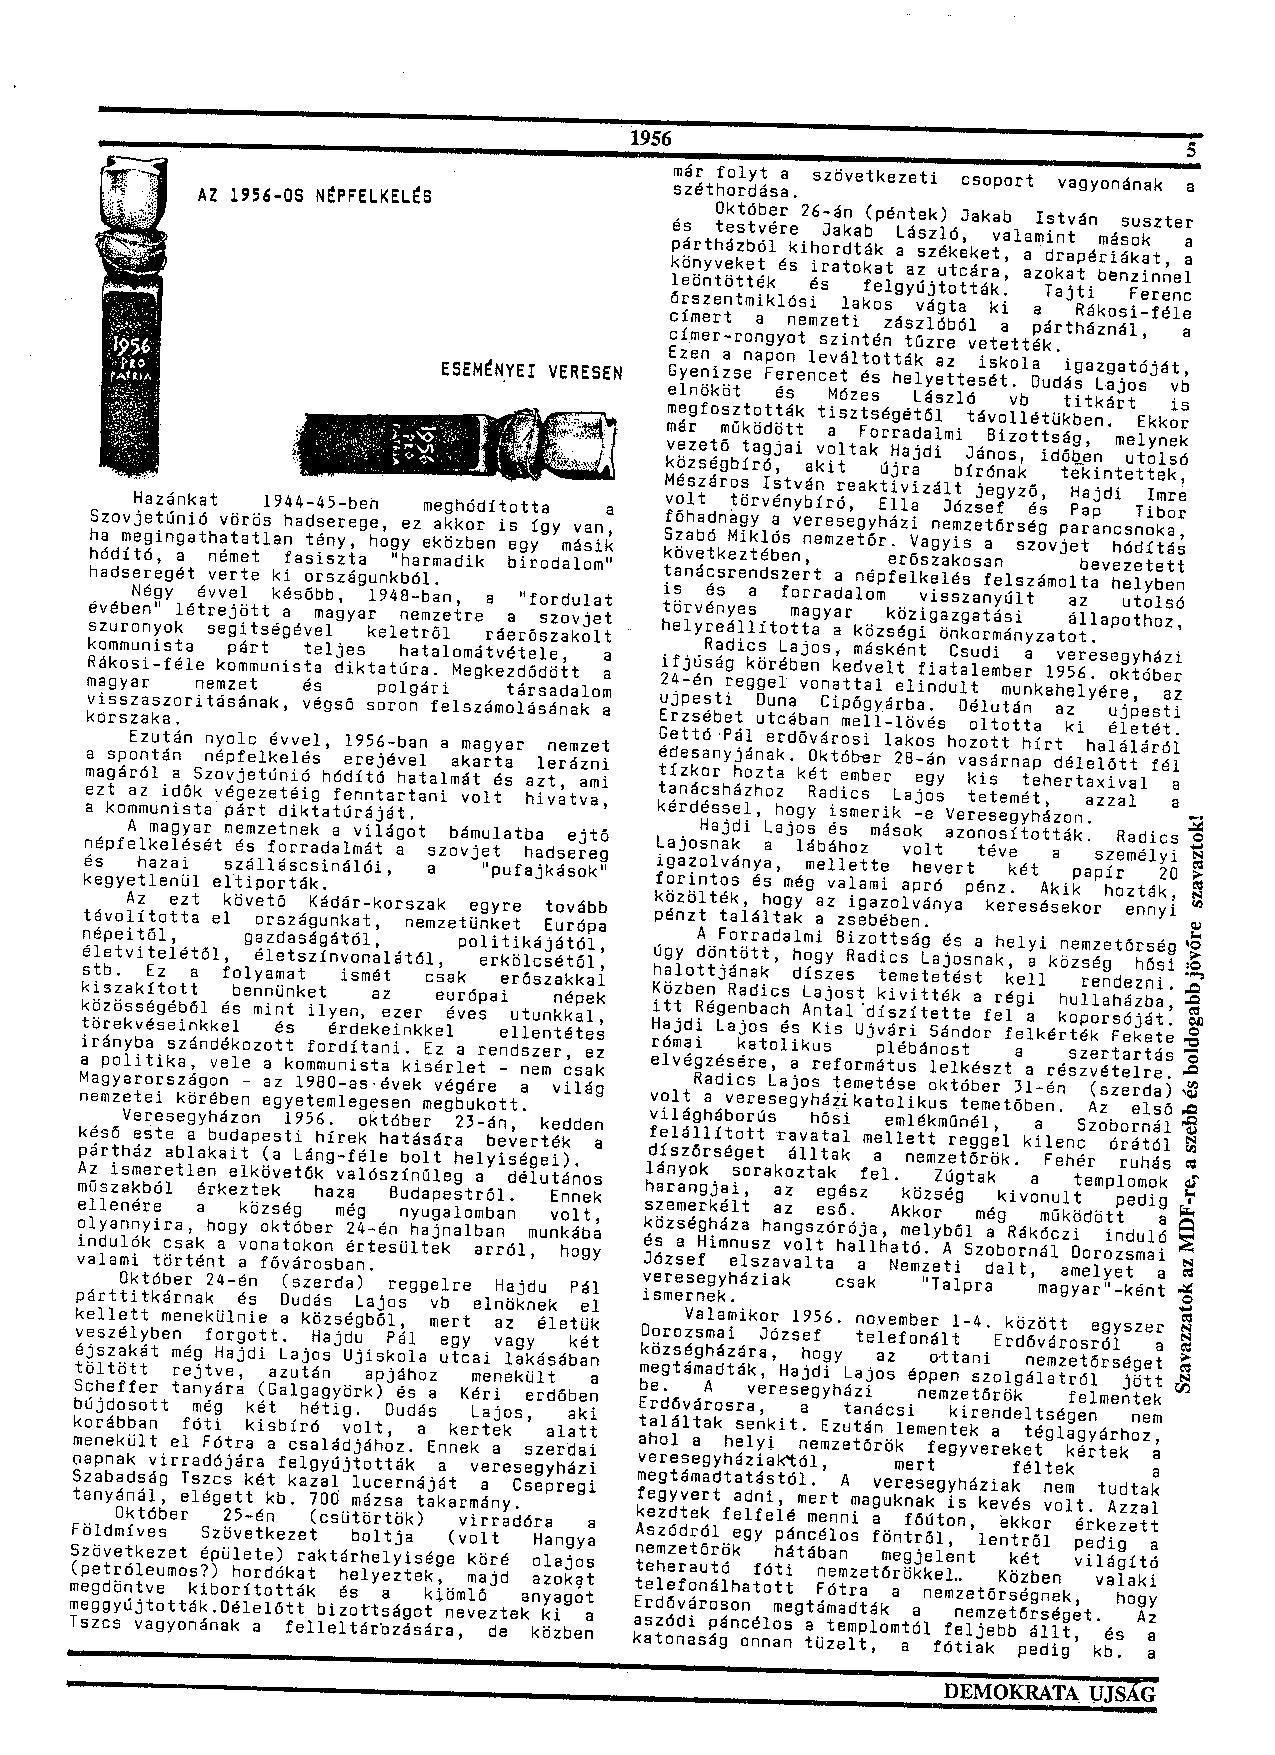 1956
5
AZ 1956-OS NÉPFELKELÉS
1956
PRO
PATRIA
ESEMÉNYEI VERESEN
1956
PRO
PATRIA
Hazánkat 1944-45-ben meghódította a
Szovjetúnió vörös hadserege, ez akkor is így van,
ha megingathatatlan tény, hogy eközben egy másik
hódító, a német fasiszta "harmadik birodalom"
hadseregét verte ki országunkból.
Négy évvel később, 1948-ban, a "fordulat
évében" létrejött a magyar nemzetre a szovjet
szuronyok segitségével keletről ráerőszakolt
kommunista párt teljes hatalomátvétele, a
Rákosi-féle kommunista diktatúra. Megkezdődött a
magyar nemzet és polgári társadalom
visszaszoritásának, végső soron felszámolásának a
korszaka.
Ezután nyolc évvel, 1956-ban a magyar nemzet
a spontán népfelkelés erejével akarta lerázni
magáról a Szovjetúnió hódító hatalmát és azt, ami
ezt az idők végezetéig fenntartani volt hivatva,
a kommunista párt diktatúráját.
A magyar nemzetnek a világot bámulatba ejtő
népfelkelését és forradalmát a szovjet hadsereg
és hazai szálláscsinálói, a "pufajkások"
kegyetlenül eltiporták.
Az ezt követő Kádár-korszak egyre tovább
távolította el országunkat, nemzetünket Európa
népeitől, gazdaságától, politikájától,
életvitelétől, életszínvonalától, erkölcsétől,
stb. Ez a folyamat ismét csak erőszakkal
kiszakított bennünket az európai népek
közösségéből és mint ilyen, ezer éves utunkkal,
törekvéseinkkel és érdekeinkkel ellentétes
irányba szándékozott fordítani. Ez a rendszer, ez
a politika, vele a kommunista kisérlet - nem csak
Magyarországon - az 1980-as évek végére a világ
nemzetei körében egyetemlegesen megbukott.
Veresegyházon 1956. október 23-án, kedden
késő este a budapesti hírek hatására beverték a
pártház ablakait (a Láng-féle bolt helyiségei).
Az ismeretlen elkövetők valószínűleg a délutános
műszakból érkeztek haza Budapestről. Ennek
ellenére a község még nyugalomban volt,
olyannyira, hogy október 24-én hajnalban munkába
indulók csak a vonatokon értesültek arról, hogy
valami történt a fővárosban.
Október 24-én (szerda) reggelre Hajdu Pál
párttitkárnak és Dudás Lajos vb elnöknek el
kellett menekülnie a községből, mert az életük
veszélyben forgott. Hajdu Pál egy vagy két
éjszakát még Hajdi Lajos Ujiskola utcai lakásában
töltött rejtve, azután apjához menekült a
Scheffer tanyára (Galgagyörk) és a Kéri erdőben
bújdosott még két hétig. Dudás Lajos, aki
korábban fóti kisbíró volt, a kertek alatt
menekült el Fótra a családjához. Ennek a szerdai
napnak virradójára felgyújtották a veresegyházi
Szabadság Tszcs két kazal lucernáját a Csepregi
tanyánál, elégett kb. 700 mázsa takarmány.
Október 25-én (csütörtök) virradóra a
Földmíves Szövetkezet boltja (volt Hangya
Szövetkezet épülete) raktárhelyisége köré olajos
(petróleumos?) hordókat helyeztek, majd azokat
megdöntve kiborították és a kiömlő anyagot
meggyújtották.Délelőtt bizottságot neveztek ki a
Tszcs vagyonának a felleltározására, de közben
már folyt a szövetkezeti csoport vagyonának a
széthordása.
Október 26-án (péntek) Jakab István suszter
és testvére Jakab László, valamint mások a
pártházból kihordták a székeket, a drapériákat, a
könyveket és iratokat az utcára, azokat benzinnel
leöntötték és felgyújtották. Tajti Ferenc
őrszentmiklósi lakos vágta ki a Rákosi-féle
címert a nemzeti zászlóból a pártháznál, a
címer-rongyot szintén tűzre vetették.
Ezen a napon leváltották az iskola igazgatóját,
Gyenizse Ferencet és helyettesét. Dudás Lajos vb
elnököt és Mózes László vb titkárt is
megfosztották tisztségétől távollétükben. Ekkor
már működött a Forradalmi Bizottság, melynek
vezető tagjai voltak Hajdi János, időben utolsó
községbíró, akit újra bírónak tekintettek,
Mészáros István reaktivizált jegyző, Hajdi Imre
volt törvénybíró, Ella József és Pap Tibor
főhadnagy a veresegyházi nemzetőrség parancsnoka,
Szabó Miklós nemzetőr. Vagyis a szovjet hódítás
következtében, erőszakosan bevezetett
tanácsrendszert a népfelkelés felszámolta helyben
is és a forradalom visszanyúlt az utolsó
törvényes magyar közigazgatási állapothoz,
helyreállította a községi önkormányzatot.
Radics Lajos, másként Csudi a veresegyházi
ifjúság körében kedvelt fiatalember 1956. október
24-én reggel vonattal elindult munkahelyére, az
ujpesti Duna Cipőgyárba. Délután az ujpesti
Erzsébet utcában mell-lövés oltotta ki életét.
Gettó Pál erdővárosi lakos hozott hírt haláláról
édesanyjának. Október 28-án vasárnap délelőtt fél
tízkor hozta két ember egy kis tehertaxival a
tanácsházhoz Radics Lajos tetemét, azzal a
kérdéssel, hogy ismerik -e Veresegyházon.
Hajdi Lajos és mások azonosították. Radics
Lajosnak a lábához volt téve a személyi
igazolványa, mellette hevert két papír 20
forintos és még valami apró pénz. Akik hozták,
közölték, hogy az igazolványa keresésekor ennyi
pénzt találtak a zsebében.
A Forradalmi Bizottság és a helyi nemzetőrség
úgy döntött, hogy Radics Lajosnak, a község hősi
halottjának díszes temetetést kell rendezni.
Közben Radics Lajost kivitték a régi hullaházba,
itt Régenbach Antal díszítette fel a koporsóját.
Hajdi Lajos és Kis Ujvári Sándor felkérték Fekete
római katolikus plébánost a szertartás
elvégzésére, a református lelkészt a részvételre.
Radics Lajos temetése október 31-én (szerda)
volt a veresegyházi katolikus temetőben. Az első
világháborús hősi emlékműnél, a Szobornál
felállított ravatal mellett reggel kilenc órától
díszőrséget álltak a nemzetőrök. Fehér ruhás
lányok sorakoztak fel. Zúgtak a templomok
harangjai, az egész község kivonult pedig
szemerkélt az eső. Akkor még működött a
községháza hangszórója, melyből a Rákóczi induló
és a Himnusz volt hallható. A Szobornál Dorozsmai
József elszavalta a Nemzeti dalt, amelyet a
veresegyháziak csak "Talpra magyar"-ként
ismernek.
Valamikor 1956. november 1-4. között egyszer
Dorozsmai József telefonált Erdővárosról a
községházára, hogy az ottani nemzetőrséget
megtámadták, Hajdi Lajos éppen szolgálatról jött
be. A veresegyházi nemzetőrök felmentek
Erdővárosra, a tanácsi kirendeltségen nem
találtak senkit. Ezután lementek a téglagyárhoz,
ahol a helyi nemzetőrök fegyvereket kértek a
veresegyháziaktól, mert féltek a
megtámadtatástól. A veresegyháziak nem tudtak
fegyvert adni, mert maguknak is kevés volt. Azzal
kezdtek felfelé menni a főúton, akkor érkezett
Aszódról egy páncélos föntről, lentről pedig a
nemzetőrök hátában megjelent két világító
teherautó fóti nemzetőrökkel.. Közben valaki
telefonálhatott Fótra a nemzetőrségnek, hogy
Erdővároson megtámadták a nemzetőrséget. Az
aszódi páncélos a templomtól feljebb állt, és a
katonaság onnan tüzelt, a fótiak pedig kb. a
Szavazzatok az MDF-re, a szebb és boldogabb jövőre szavaztok!
DEMOKRATA UJSÁG